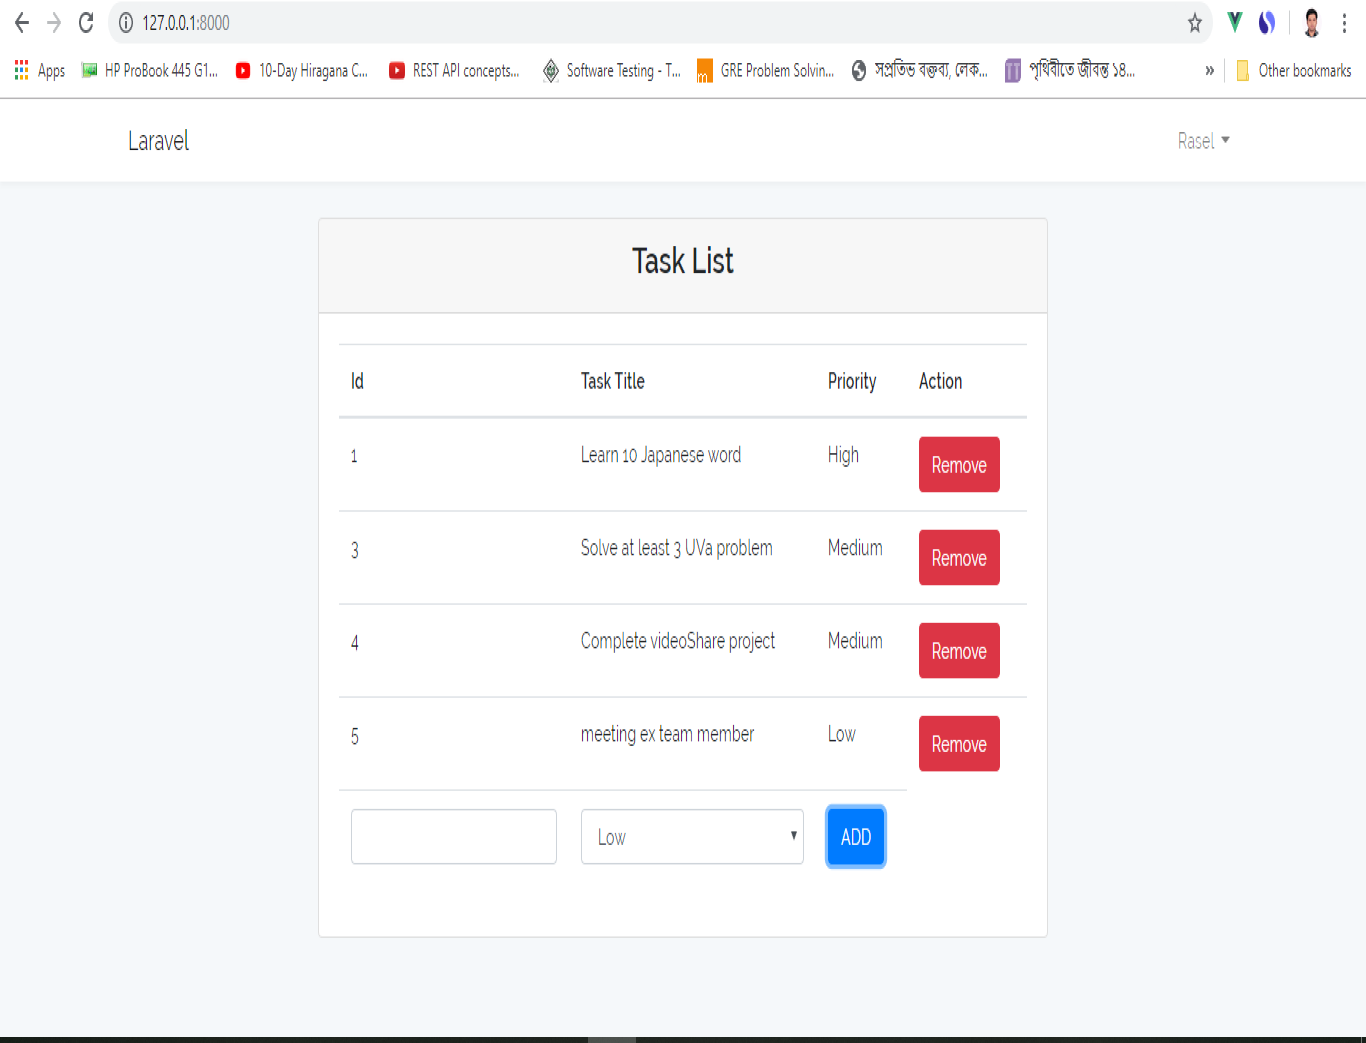 127.0.0.1:8000
Apps HP ProBook 445 G1... 10-Day Hiragana C... REST API concepts... Software Testing - T... GRE Problem Solvin... সপ্রতিভ বক্তব্য, লেক... পৃথিবীতে জীবন্ত ১৪... » Other bookmarks
Laravel Rasel
Task List
Id Task Title Priority Action
1 Learn 10 Japanese word High Remove
3 Solve at least 3 UVa problem Medium Remove
4 Complete videoShare project Medium Remove
5 meeting ex team member Low Remove
Low ADD